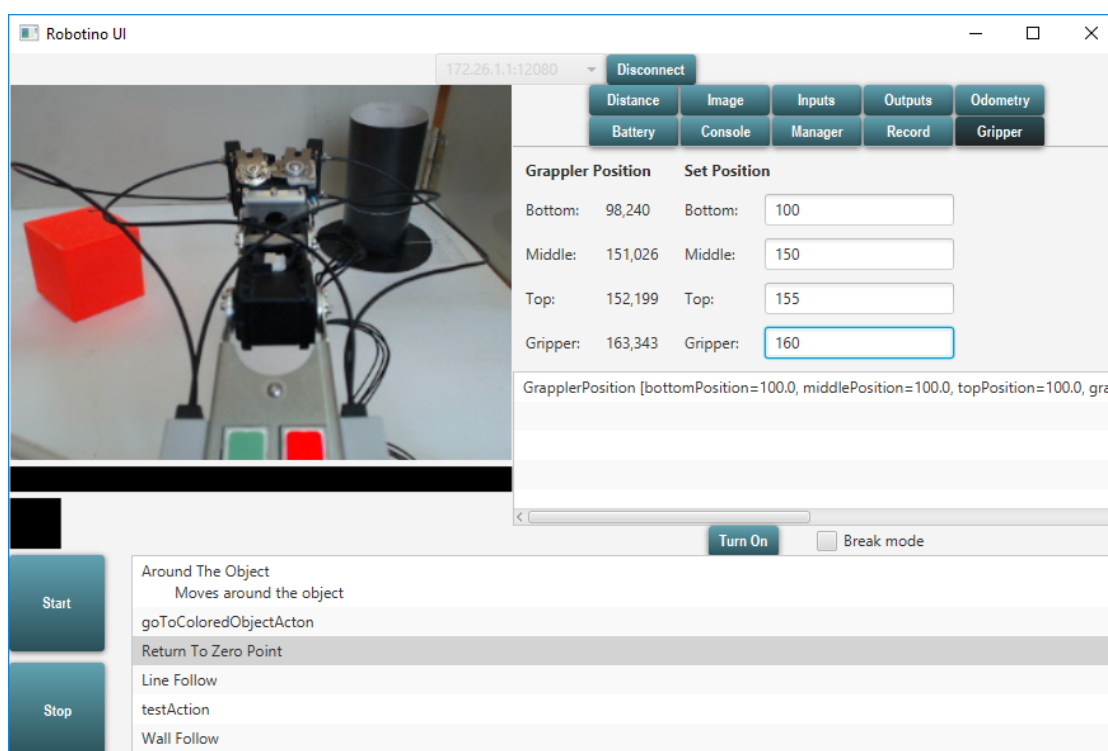 Robotino UI
172.26.1.1:12080 Disconnect
Distance Image Inputs Outputs Odometry
Battery Console Manager Record Gripper
Grappler Position Set Position
Bottom: 98,240 Bottom: 100
Middle: 151,026 Middle: 150
Top: 152,199 Top: 155
Gripper: 163,343 Gripper: 160
GrapplerPosition [bottomPosition=100.0, middlePosition=100.0, topPosition=100.0, gra
Turn On Break mode
Start
Around The Object
Moves around the object
goToColoredObjectActon
Return To Zero Point
Line Follow
Stop
testAction
Wall Follow